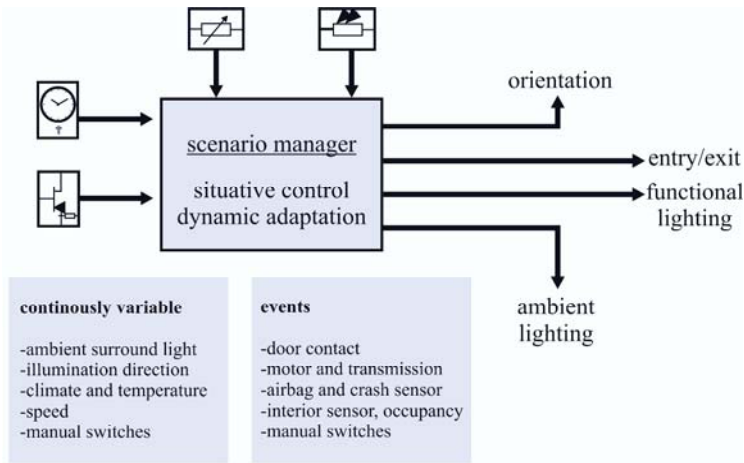 orientation
scenario manager
situative control
dynamic adaptation
entry/exit
functional
lighting
ambient
lighting
continously variable
-ambient surround light
-illumination direction
-climate and temperature
-speed
-manual switches
events
-door contact
-motor and transmission
-airbag and crash sensor
-interior sensor, occupancy
-manual switches